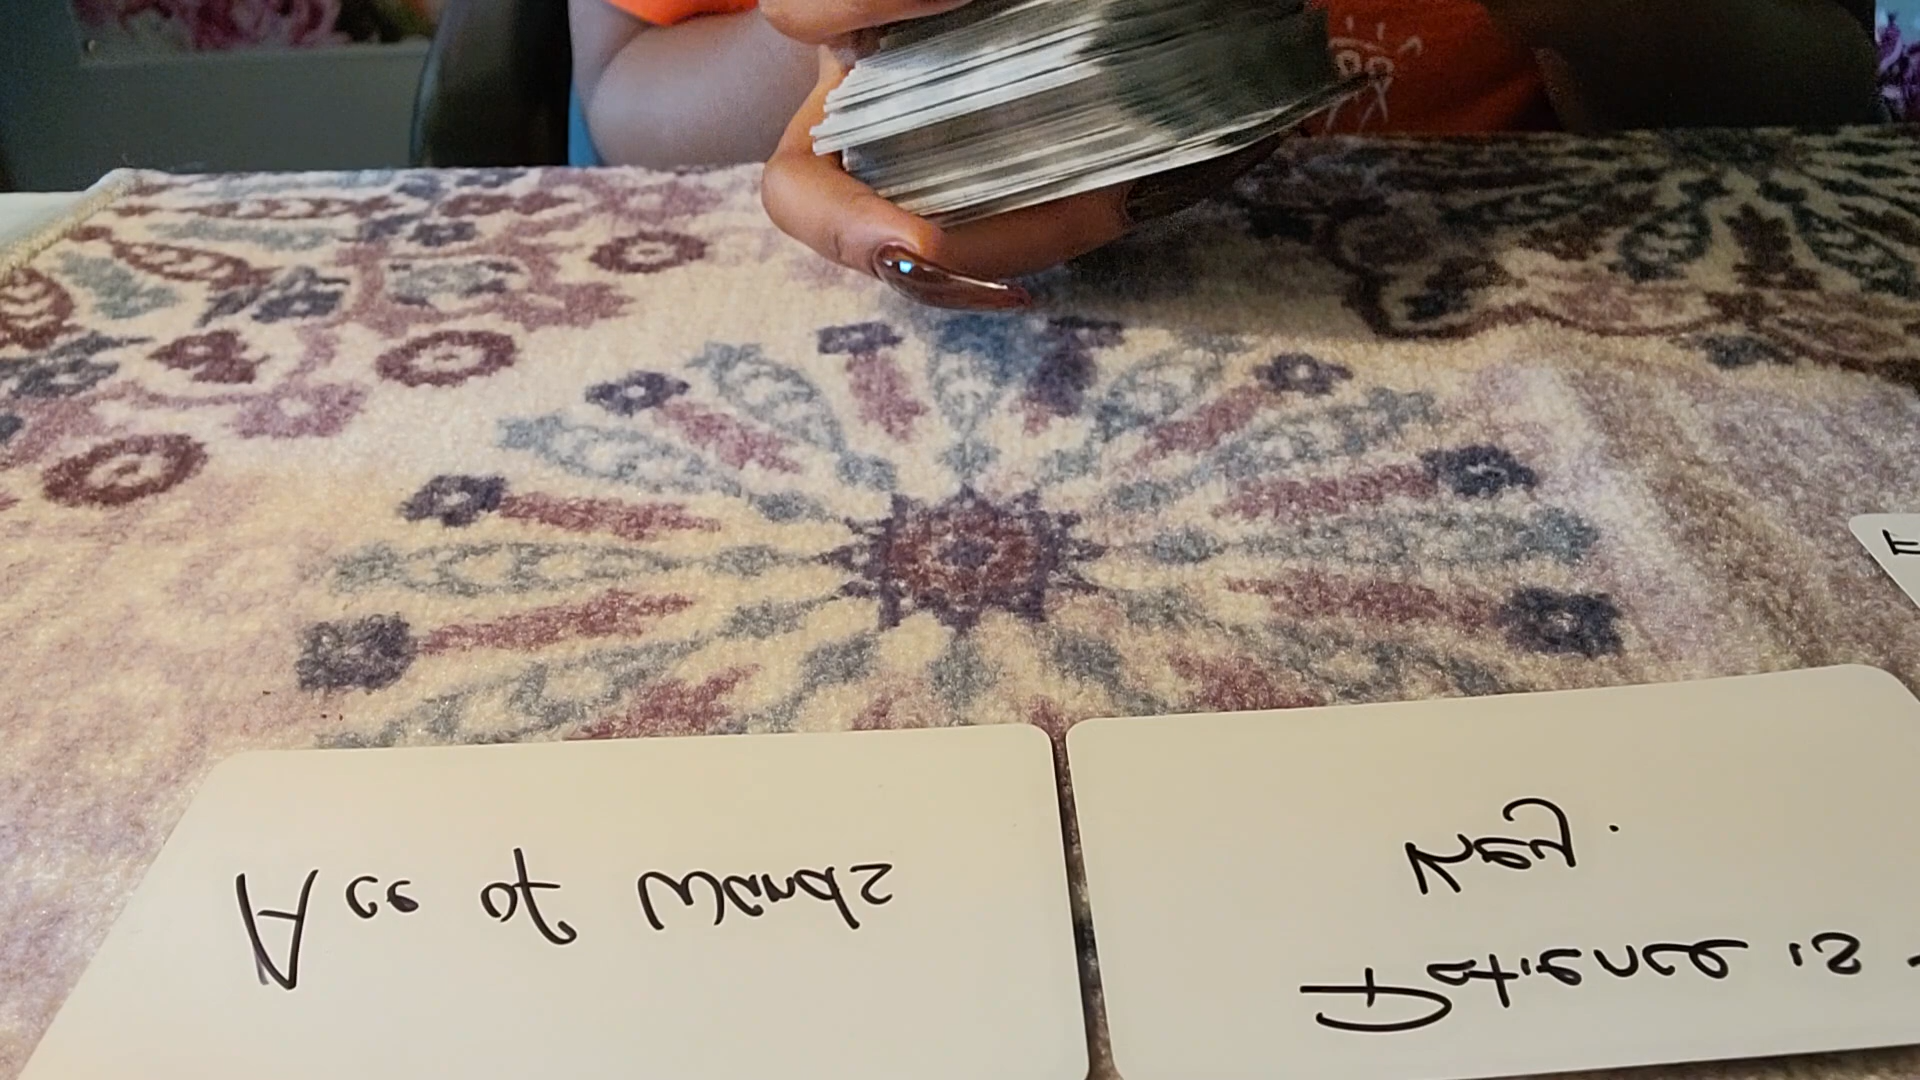 Ace of Wands
Patience is
Key.